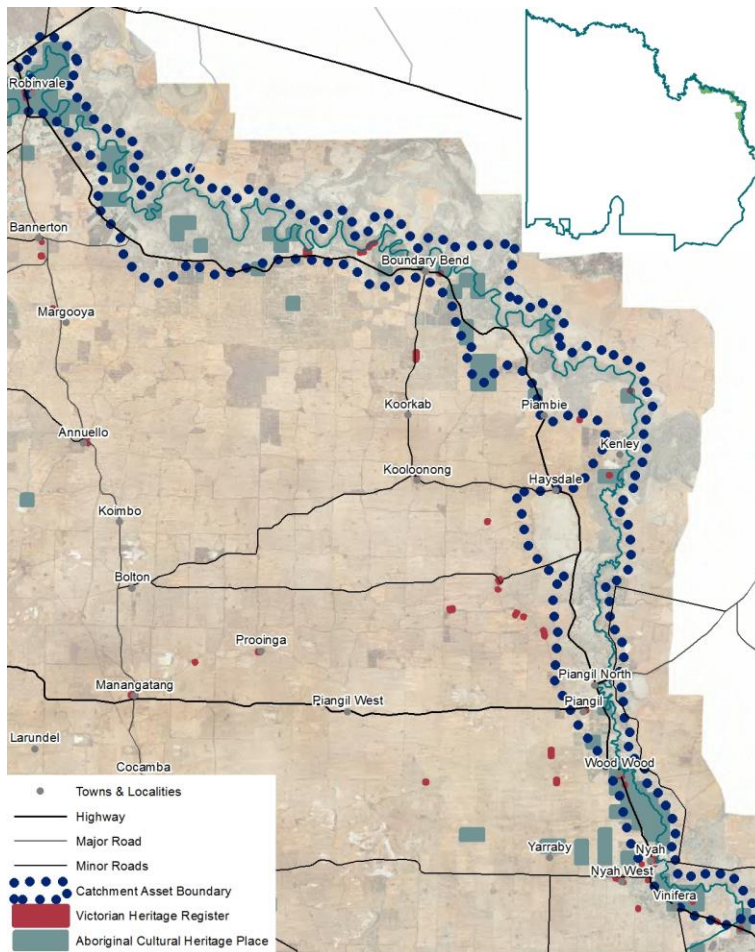 Robinvale
Bannerton
Boundary Bend
Margooya
Koorkab
Piambie
Annuello
Kenley
Kooloonong
Haysdale
Koimbo
Bolton
Prooinga
Piangil North
Manangatang
Piangil West
Piangil
Larundel
Cocamba
Wood Wood
Yarraby
Nyah
Nyah West
Vinifera
Towns & Localities
Highway
Major Road
Minor Roads
Catchment Asset Boundary
Victorian Heritage Register
Aboriginal Cultural Heritage Place